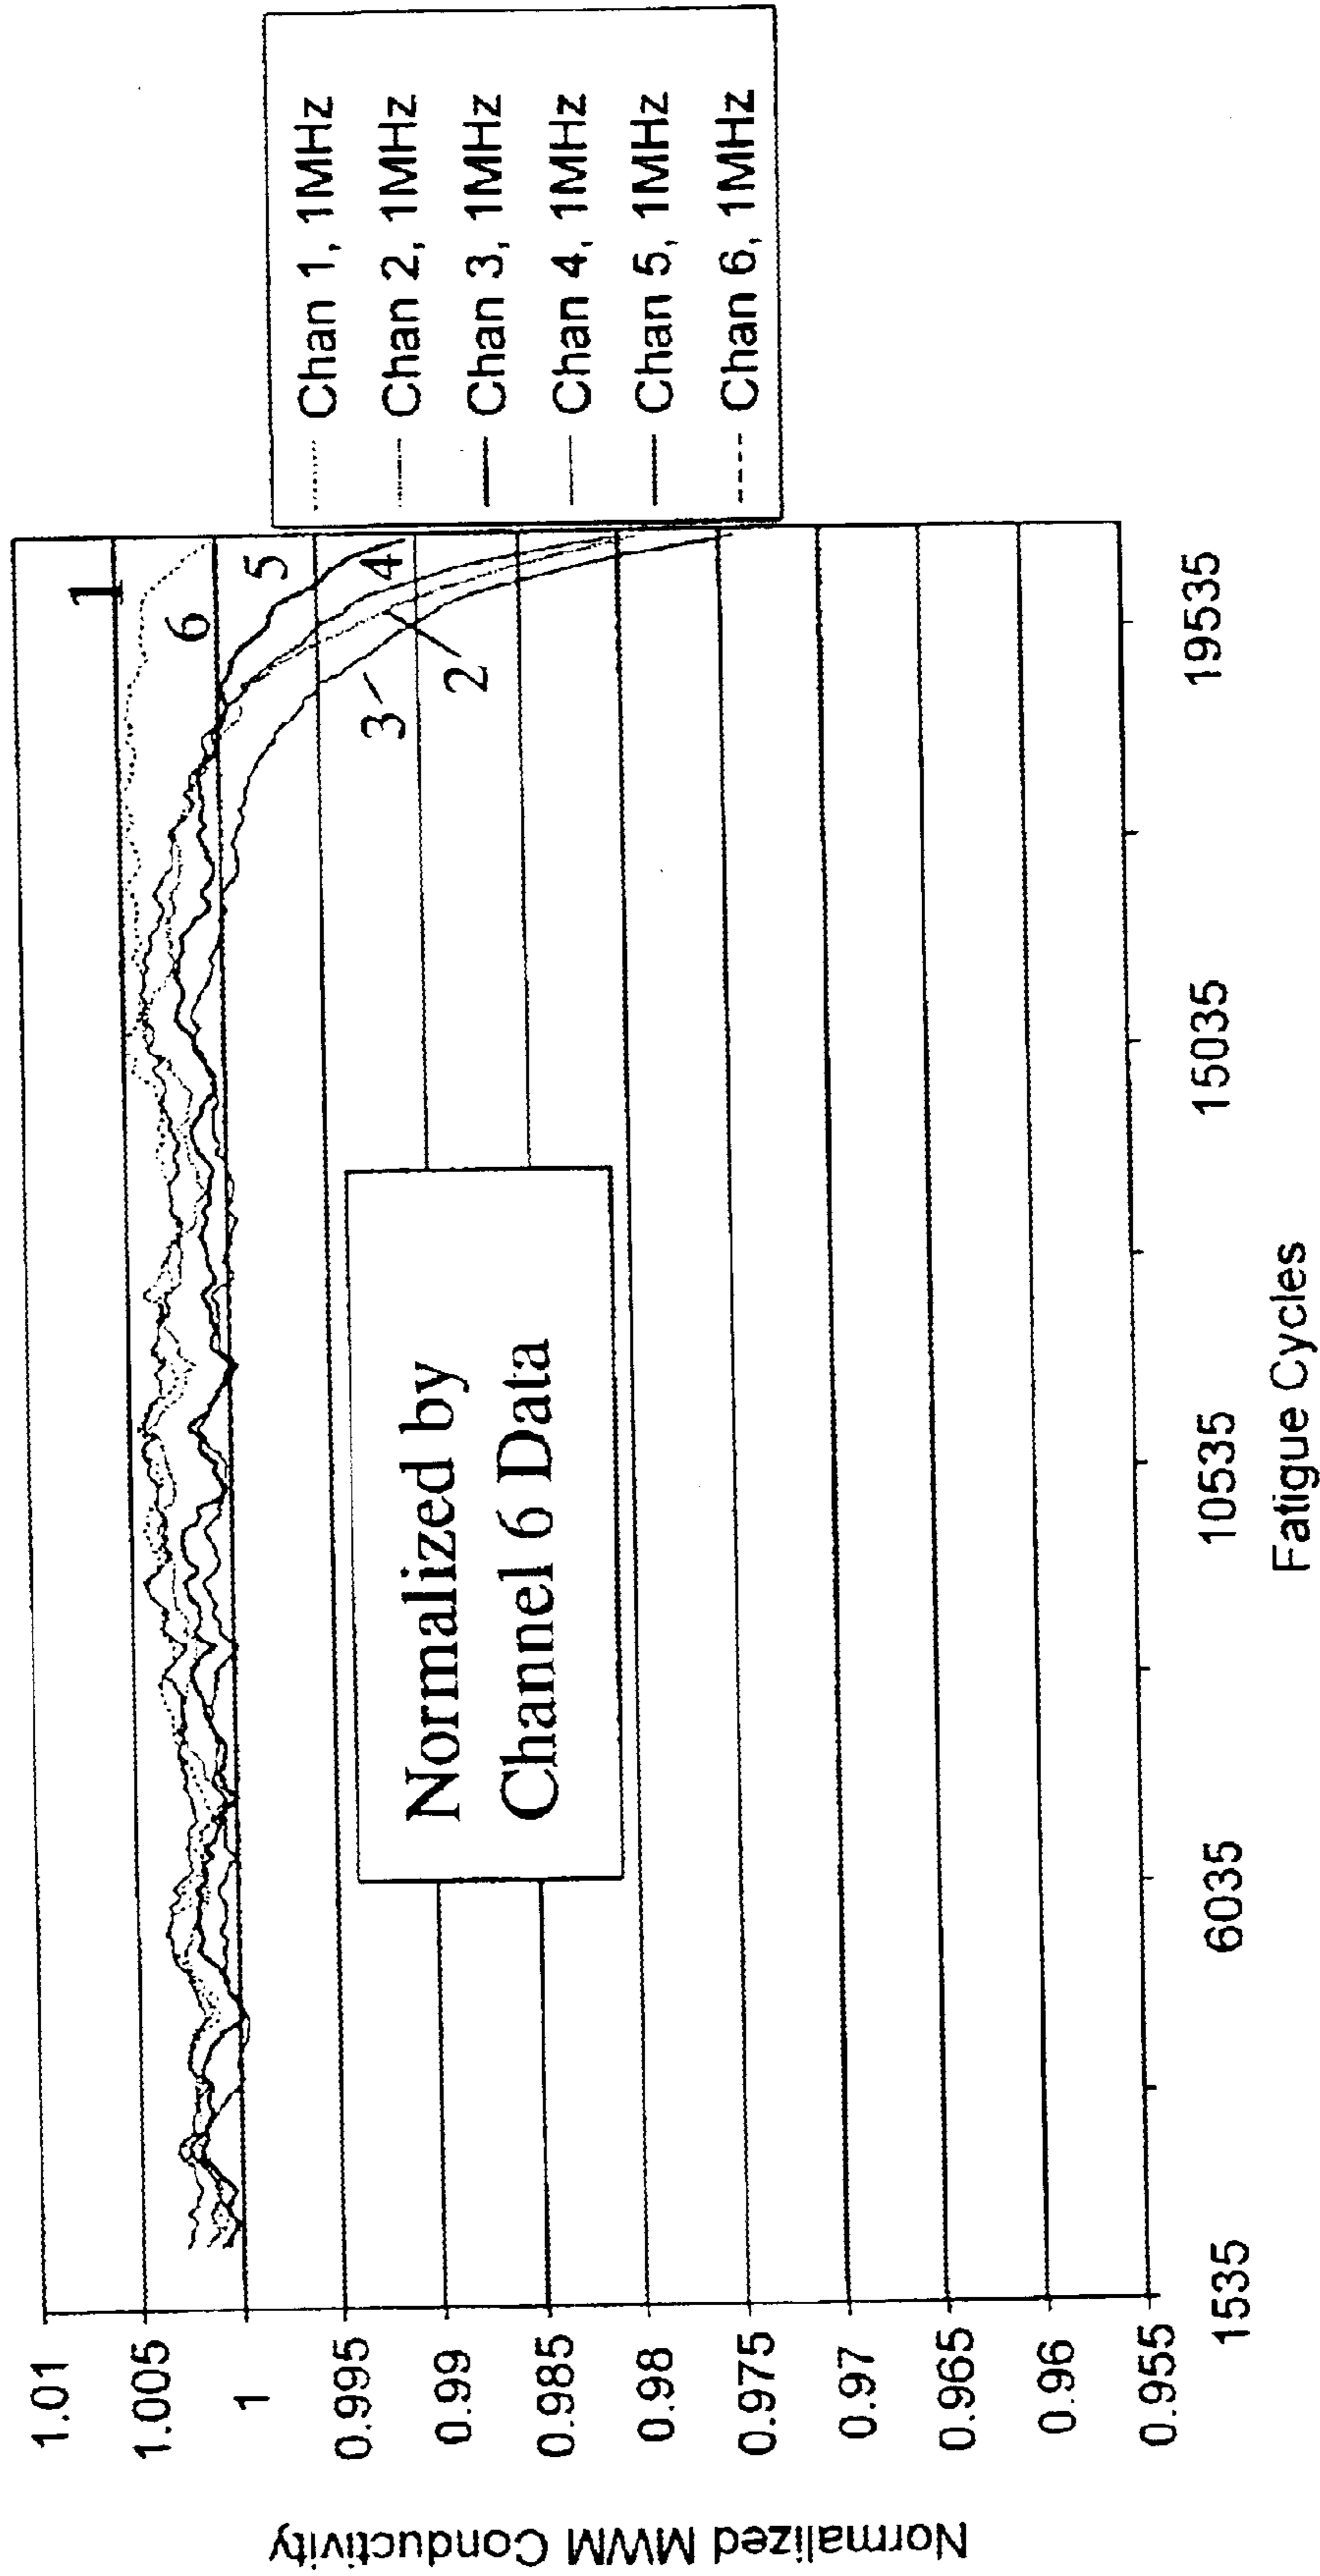 Normalized MWM Conductivity
1.01
1.005
1
0.995
0.99
0.985
0.98
0.975
0.97
0.965
0.96
0.955
1535
6035
10535
15035
19535
Fatigue Cycles
Normalized by
Channel 6 Data
1
6
5
4
3
2
Chan 1, 1MHz
Chan 2, 1MHz
Chan 3, 1MHz
Chan 4, 1MHz
Chan 5, 1MHz
Chan 6, 1MHz